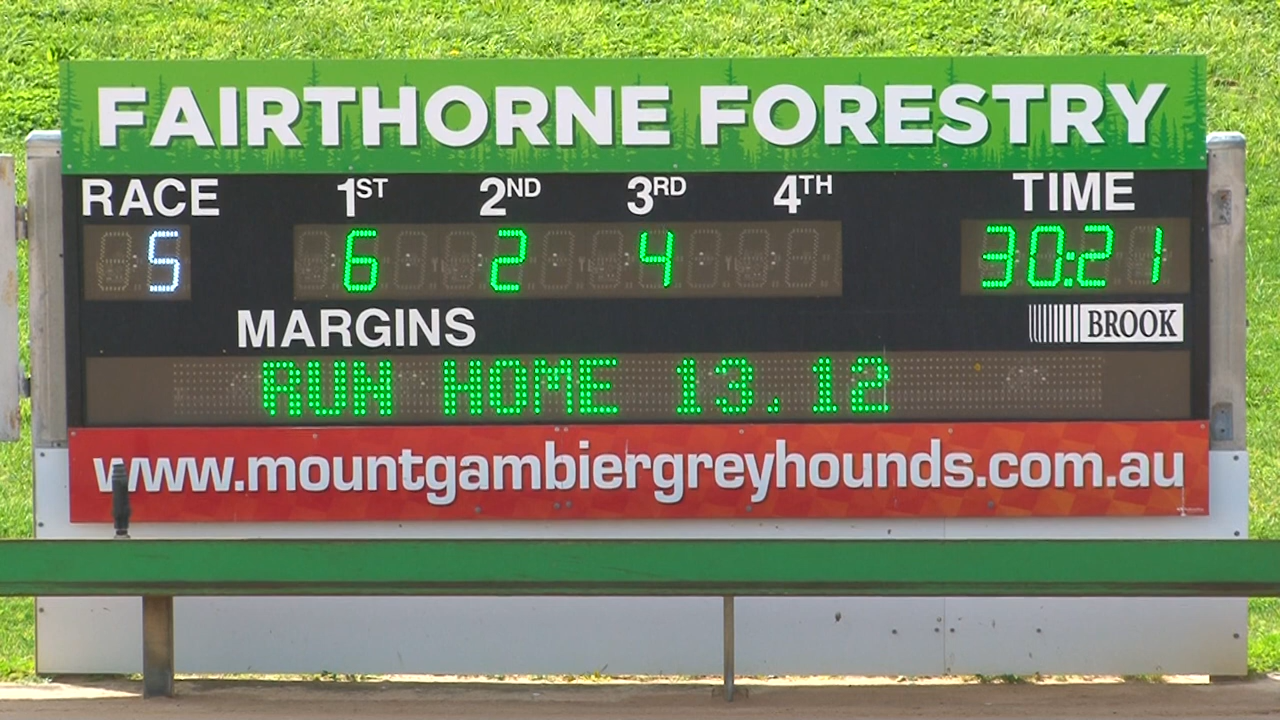 FAIRTHORNE FORESTRY
RACE 1ST 2ND 3RD 4TH TIME
5 6 2 4 30:21
MARGINS BROOK
RUN HOME 13.12
www.mountgambiergreyhounds.com.au